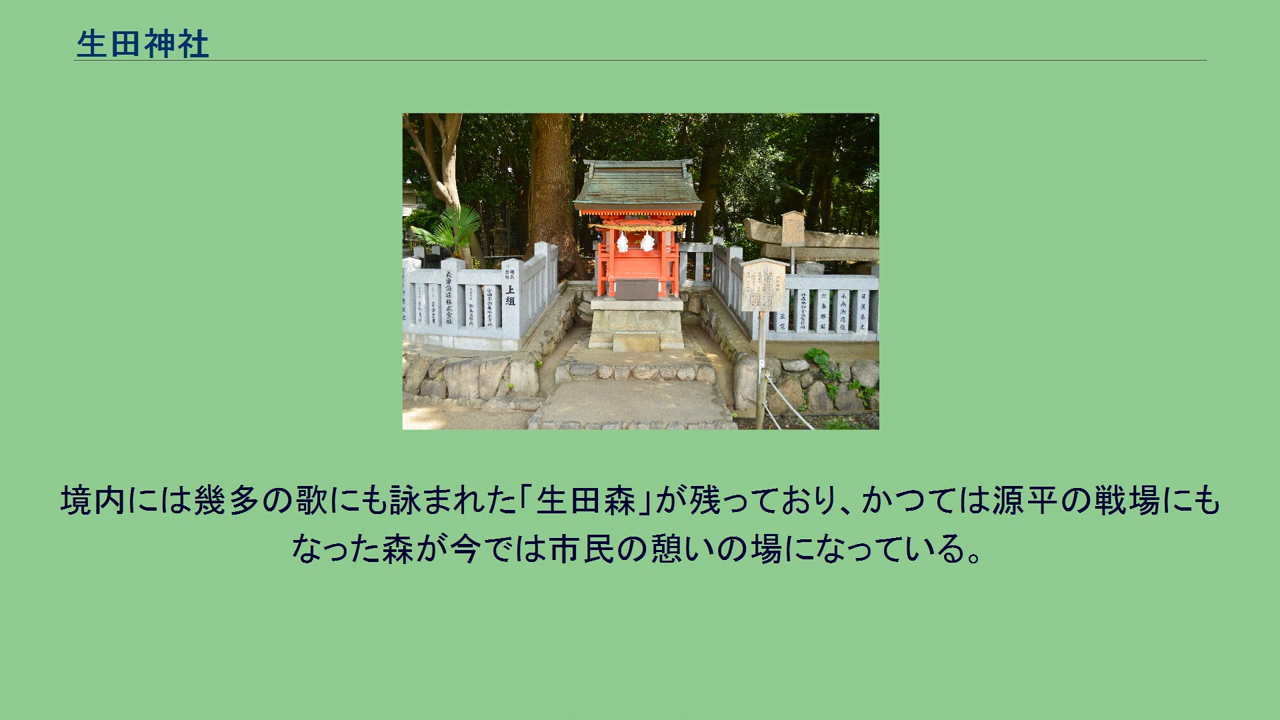 生田神社
上組
境内には幾多の歌にも詠まれた｢生田森｣が残っており、かつては源平の戦場にも
なった森が今では市民の憩いの場になっている。